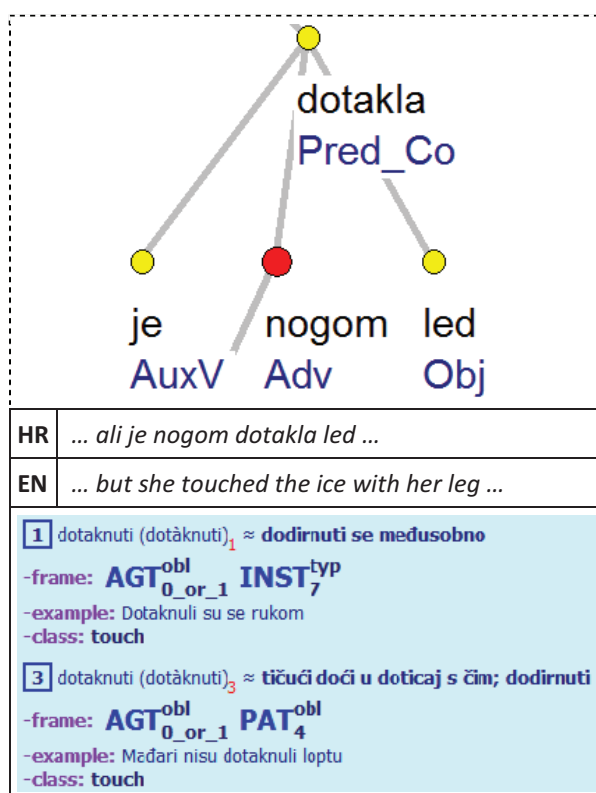 dotakla
Pred_Co
je nogom led
AuxV Adv Obj
HR … ali je nogom dotakla led …
EN … but she touched the ice with her leg …
1 dotaknuti (dotàknuti)1 ≈ dodirnuti se međusobno
-frame: AGT obl 0_or_1 INST typ 7
-example: Dotaknuli su se rukom
-class: touch
3 dotaknuti (dotàknuti)3 ≈ tičući doći u doticaj s čim; dodirnuti
-frame: AGT obl 0_or_1 PAT obl 4
-example: Mađari nisu dotaknuli loptu
-class: touch